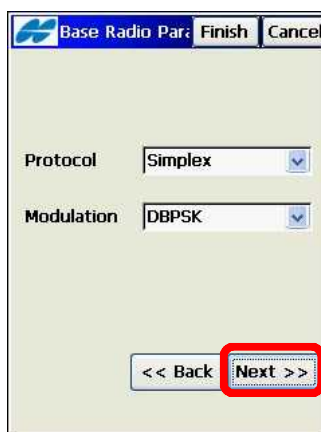 Base Radio Para Finish Cancel
Protocol Simplex
Modulation DBPSK
<< Back Next >>